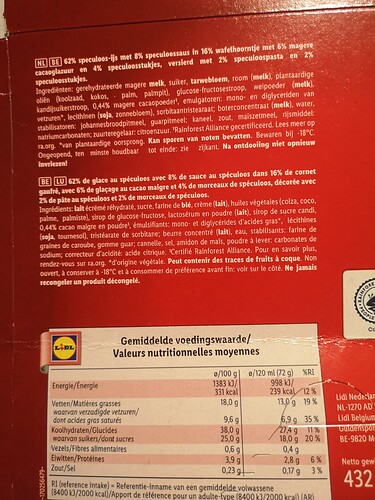 NL BE 62% speculoos-ijs met 8% speculoossaus in 16% wafelhoorntje met 6% magere
cacaoglazuur en 4% speculoosstukjes, versierd met 2% speculoospasta en 2%
speculoosstukjes.
Ingrediënten: gerehydrateerde magere melk, suiker, tarwebloem, room (melk), plantaardige
oliën (koolzaad, kokos, palm, palmpit), glucose-fructosestroop, weipoeder (melk),
kandijsuikerstroop, 0,44% magere cacaopoeder¹, emulgatoren: mono- en diglyceriden van
vetzuren*, lecithinen (soja, zonnebloem), sorbitaantristearaat; boterconcentraat (melk), water,
stabilisatoren: johannesbroodpitmeel, guarpitmeel; kaneel, zout, maïszetmeel, rijsmiddel:
natriumcarbonaten; zuurteregelaar: citroenzuur. ¹Rainforest Alliance gecertificeerd. Lees meer op
ra.org. *van plantaardige oorsprong. Kan sporen van noten bevatten. Bewaren bij -18°C.
Ongeopend, ten minste houdbaar tot einde: zie zijkant. Na ontdooiing niet opnieuw
invriezen!
BE LU 62% de glace au spéculoos avec 8% de sauce au spéculoos dans 16% de cornet
gaufré, avec 6% de glaçage au cacao maigre et 4% de morceaux de spéculoos, décorée avec
2% de pâte au spéculoos et 2% de morceaux de spéculoos.
Ingrédients: lait écrémé réhydraté, sucre, farine de blé, crème (lait), huiles végétales (colza, coco,
palme, palmiste), sirop de glucose-fructose, lactosérum en poudre (lait), sirop de sucre candi,
0,44% cacao maigre en poudre¹, émulsifiants: mono- et diglycérides d'acides gras*, lécithines
(soja, tournesol), tristéarate de sorbitane; beurre concentré (lait), eau, stabilisants: farine de
graines de caroube, gomme guar; cannelle, sel, amidon de maïs, poudre à lever: carbonates de
sodium; correcteur d'acidité: acide citrique. ¹Certifié Rainforest Alliance. Pour en savoir plus,
rendez-vous sur ra.org. *d'origine végétale. Peut contenir des traces de fruits à coque. Non
ouvert, à conserver à -18°C et à consommer de préférence avant fin: voir sur le côté. Ne jamais
recongeler un produit décongelé.
LIDL
Gemiddelde voedingswaarde/
Valeurs nutritionnelles moyennes
ø/100 g ø/120 ml (72 g) %RI
Energie/Énergie 1383 kJ/ 998 kJ/
331 kcal 239 kcal 12 %
Vetten/Matières grasses 18,0 g 13,0 g 19 %
waarvan verzadigde vetzuren/
dont acides gras saturés 9,6 g 6,9 g 35 %
Koolhydraten/Glucides 38,0 g 27,4 g 11 %
waarvan suikers/dont sucres 25,0 g 18,0 g 20 %
Vezels/Fibres alimentaires 0,6 g 0,4 g
Eiwitten/Protéines 3,9 g 2,8 g 6 %
Zout/Sel 0,23 g 0,17 g 3 %
RI (reference intake) = Referentie-inname van een gemiddelde volwassene
(8400 kJ/2000 kcal)/Apport de référence pour un adulte-type (8400 kJ/2000 kcal) (AR)
Lidl Nederla
NL-1270 AD
Lidl Belgium
Guldensporenp
BE-9820 M
Netto gew
432